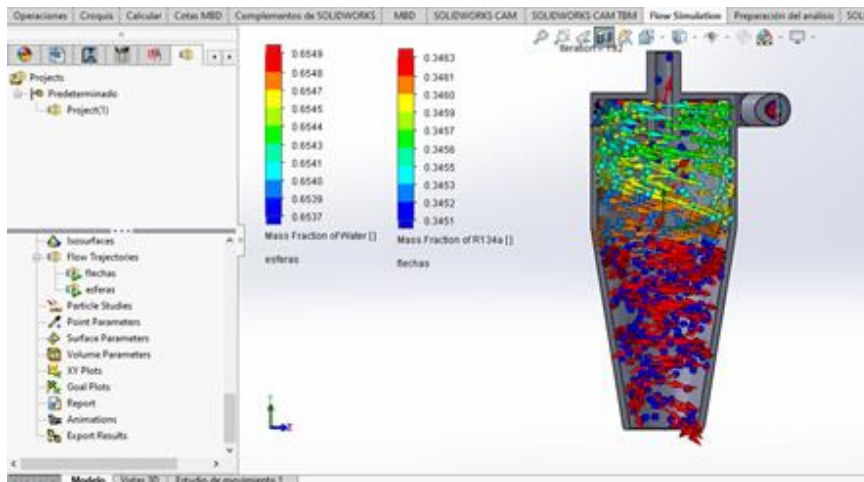 Operaciones Croquis Calcular Cotas MBD Complementos de SOLIDWORKS MBD SOLIDWORKS CAM SOLIDWORKS CAM TBM Flow Simulation Preparación del análisis
Iteration = 192
Projects
Predeterminado
Project(1)
Isosurfaces
Flow Trajectories
flechas
esferas
Particle Studies
Point Parameters
Surface Parameters
Volume Parameters
XY Plots
Goal Plots
Report
Animations
Export Results
0.6549
0.6548
0.6547
0.6545
0.6544
0.6543
0.6541
0.6540
0.6539
0.6537
Mass Fraction of Water [ ]
esferas
0.3463
0.3461
0.3460
0.3459
0.3457
0.3456
0.3455
0.3453
0.3452
0.3451
Mass Fraction of R134a [ ]
flechas
Y
Z
Modelo Vistas 3D Estudio de movimiento 1